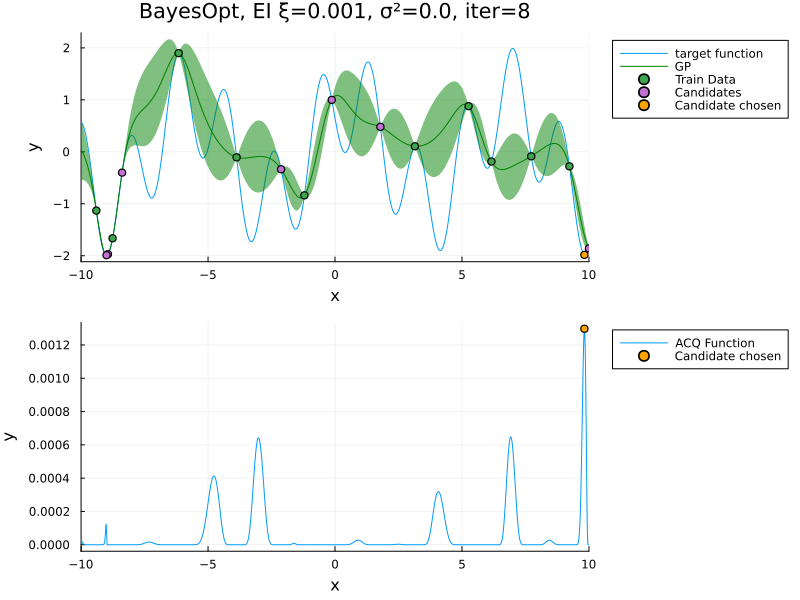 BayesOpt, EI ξ=0.001, σ²=0.0, iter=8
target function
GP
Train Data
Candidates
Candidate chosen
y
2
1
0
−1
−2
−10
−5
0
5
10
x
ACQ Function
Candidate chosen
y
0.0012
0.0010
0.0008
0.0006
0.0004
0.0002
0.0000
−10
−5
0
5
10
x